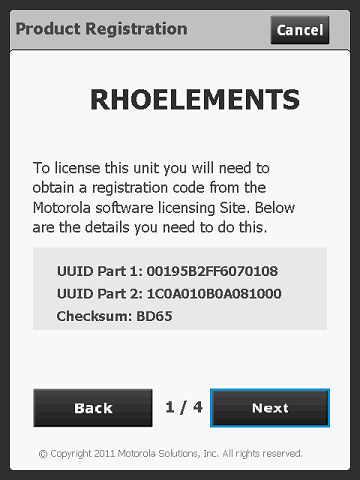 Product Registration
Cancel
RHOELEMENTS
To license this unit you will need to
obtain a registration code from the
Motorola software licensing Site. Below
are the details you need to do this.
UUID Part 1: 00195B2FF6070108
UUID Part 2: 1C0A010B0A081000
Checksum: BD65
Back
1 / 4
Next
© Copyright 2011 Motorola Solutions, Inc. All rights reserved.